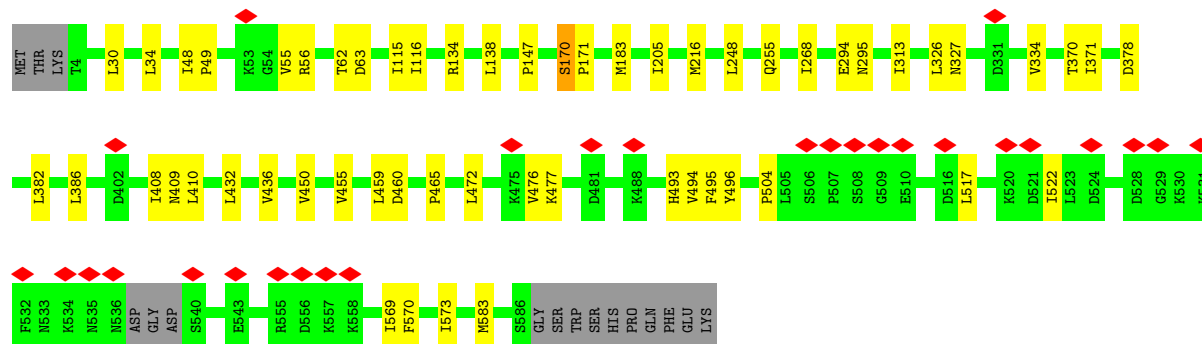 MET THR LYS T4 L30 L34 I48 P49 K53 G54 V55 R56 T62 D63 I115 I116 R134 L138 P147 S170 P171 M183 I205 M216 L248 Q255 I268 E294 N295 I313 L326 N327 D331 V334 T370 I371 D378
L382 L386 D402 I408 N409 L410 L432 V436 V450 V455 L459 D460 P465 L472 K475 V476 K477 D481 K488 H493 V494 F495 Y496 P504 L505 S506 P507 S508 G509 E510 D516 L517 K520 D521 I522 L523 D524 D528 G529 K530 K531
F532 N533 K534 N535 N536 ASP GLY ASP S540 E543 R555 D556 K557 K558 I569 F570 I573 M583 S586 GLY SER TRP SER HIS PRO GLN PHE GLU LYS